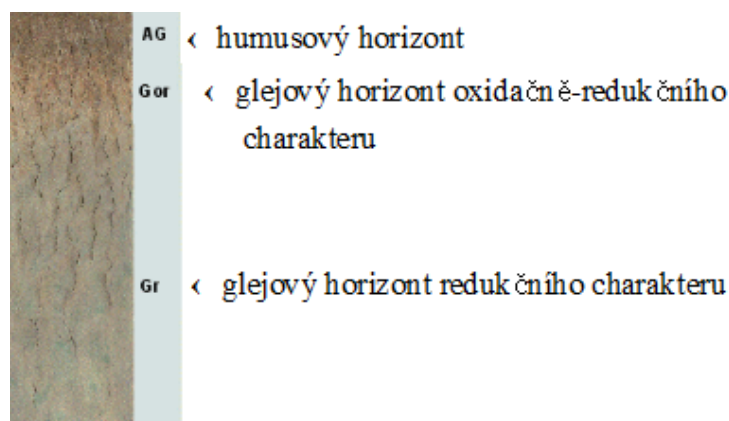 AG ‹ humusový horizont
Gor ‹ glejový horizont oxidačně-redukčního
charakteru
Gr ‹ glejový horizont redukčního charakteru